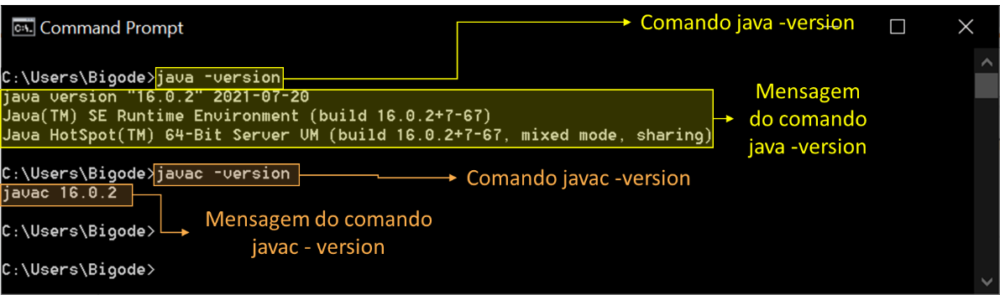 Command Prompt
Comando java -version
C:\Users\Bigode>java -version
java version "16.0.2" 2021-07-20
Java(TM) SE Runtime Environment (build 16.0.2+7-67)
Java HotSpot(TM) 64-Bit Server VM (build 16.0.2+7-67, mixed mode, sharing)
Mensagem
do comando
java -version
C:\Users\Bigode>javac -version
Comando javac -version
javac 16.0.2
Mensagem do comando
javac - version
C:\Users\Bigode>
C:\Users\Bigode>